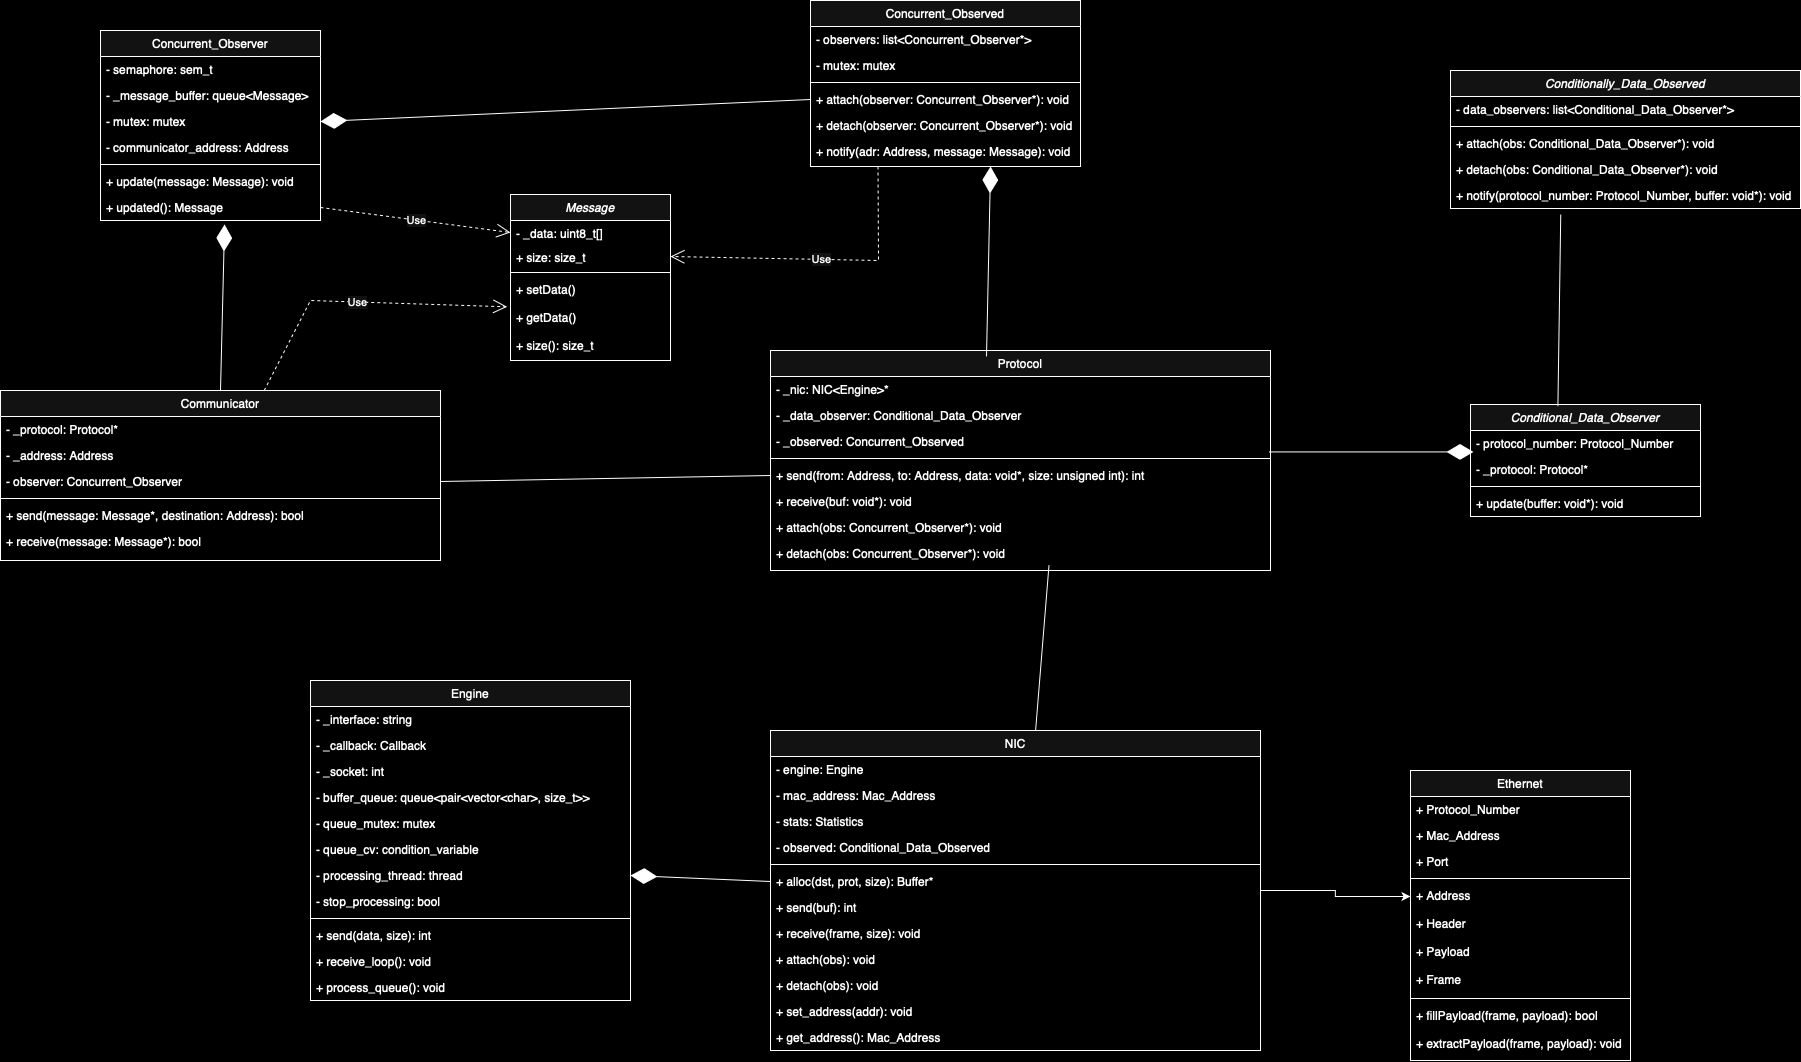 Concurrent_Observer
- semaphore: sem_t
- _message_buffer: queue<Message>
- mutex: mutex
- communicator_address: Address
+ update(message: Message): void
+ updated(): Message
Concurrent_Observed
- observers: list<Concurrent_Observer*>
- mutex: mutex
+ attach(observer: Concurrent_Observer*): void
+ detach(observer: Concurrent_Observer*): void
+ notify(adr: Address, message: Message): void
Conditionally_Data_Observed
- data_observers: list<Conditional_Data_Observer*>
+ attach(obs: Conditional_Data_Observer*): void
+ detach(obs: Conditional_Data_Observer*): void
+ notify(protocol_number: Protocol_Number, buffer: void*): void
Use
Message
- _data: uint8_t[]
+ size: size_t
+ setData()
+ getData()
+ size(): size_t
Use
Use
Communicator
- _protocol: Protocol*
- _address: Address
- observer: Concurrent_Observer
+ send(message: Message*, destination: Address): bool
+ receive(message: Message*): bool
Protocol
- _nic: NIC<Engine>*
- _data_observer: Conditional_Data_Observer
- _observed: Concurrent_Observed
+ send(from: Address, to: Address, data: void*, size: unsigned int): int
+ receive(buf: void*): void
+ attach(obs: Concurrent_Observer*): void
+ detach(obs: Concurrent_Observer*): void
Conditional_Data_Observer
- protocol_number: Protocol_Number
- _protocol: Protocol*
+ update(buffer: void*): void
Engine
- _interface: string
- _callback: Callback
- _socket: int
- buffer_queue: queue<pair<vector<char>, size_t>>
- queue_mutex: mutex
- queue_cv: condition_variable
- processing_thread: thread
- stop_processing: bool
+ send(data, size): int
+ receive_loop(): void
+ process_queue(): void
NIC
- engine: Engine
- mac_address: Mac_Address
- stats: Statistics
- observed: Conditional_Data_Observed
+ alloc(dst, prot, size): Buffer*
+ send(buf): int
+ receive(frame, size): void
+ attach(obs): void
+ detach(obs): void
+ set_address(addr): void
+ get_address(): Mac_Address
Ethernet
+ Protocol_Number
+ Mac_Address
+ Port
+ Address
+ Header
+ Payload
+ Frame
+ fillPayload(frame, payload): bool
+ extractPayload(frame, payload): void